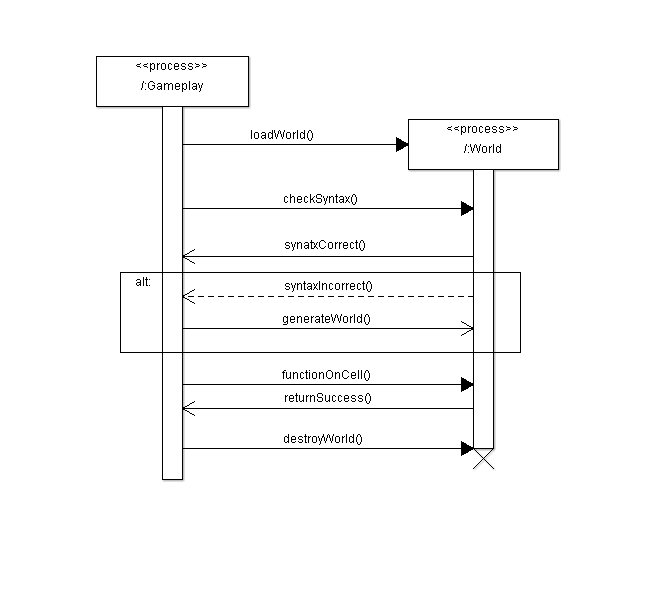 <<process>>
/:Gameplay
loadWorld()
<<process>>
/:World
checkSyntax()
synatxCorrect()
alt:
syntaxIncorrect()
generateWorld()
functionOnCell()
returnSuccess()
destroyWorld()